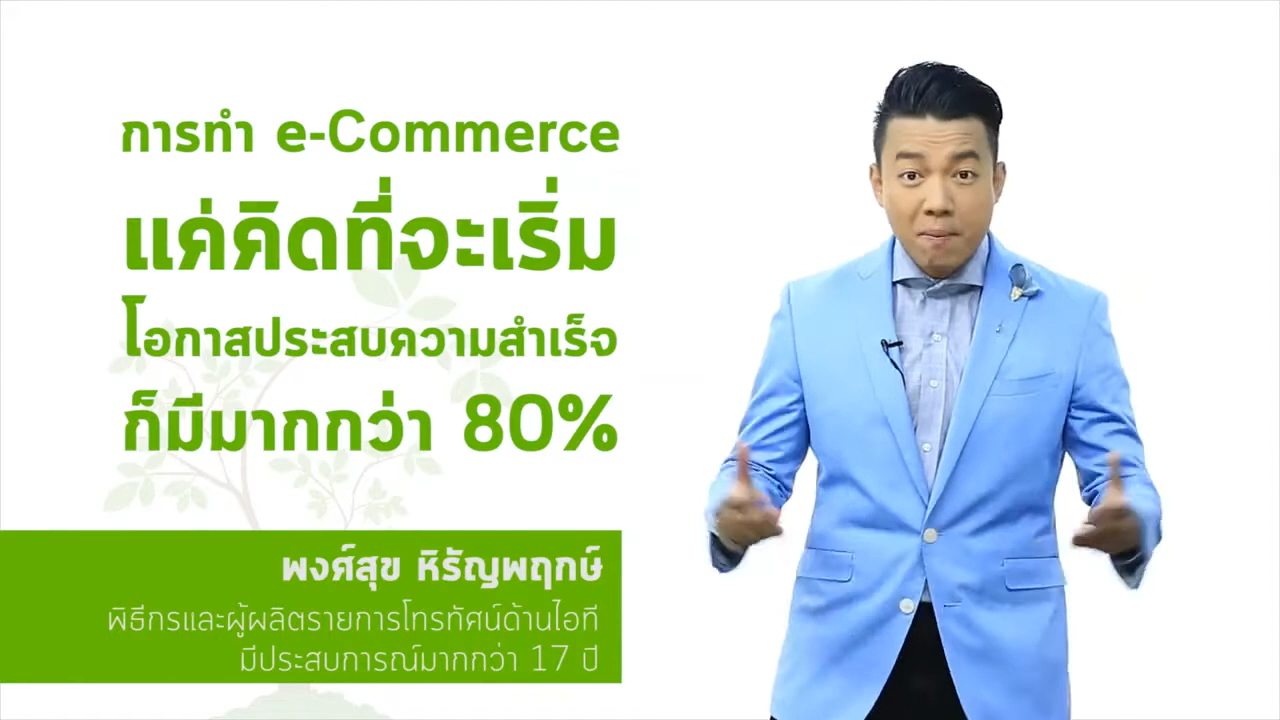 การทำ e-Commerce
แค่คิดที่จะเริ่ม
โอกาสประสบความสำเร็จ
ก็มีมากกว่า 80%
พงศ์สุข หิรัญพฤกษ์
พิธีกรและผู้ผลิตรายการโทรทัศน์ด้านไอที
มีประสบการณ์มากกว่า 17 ปี